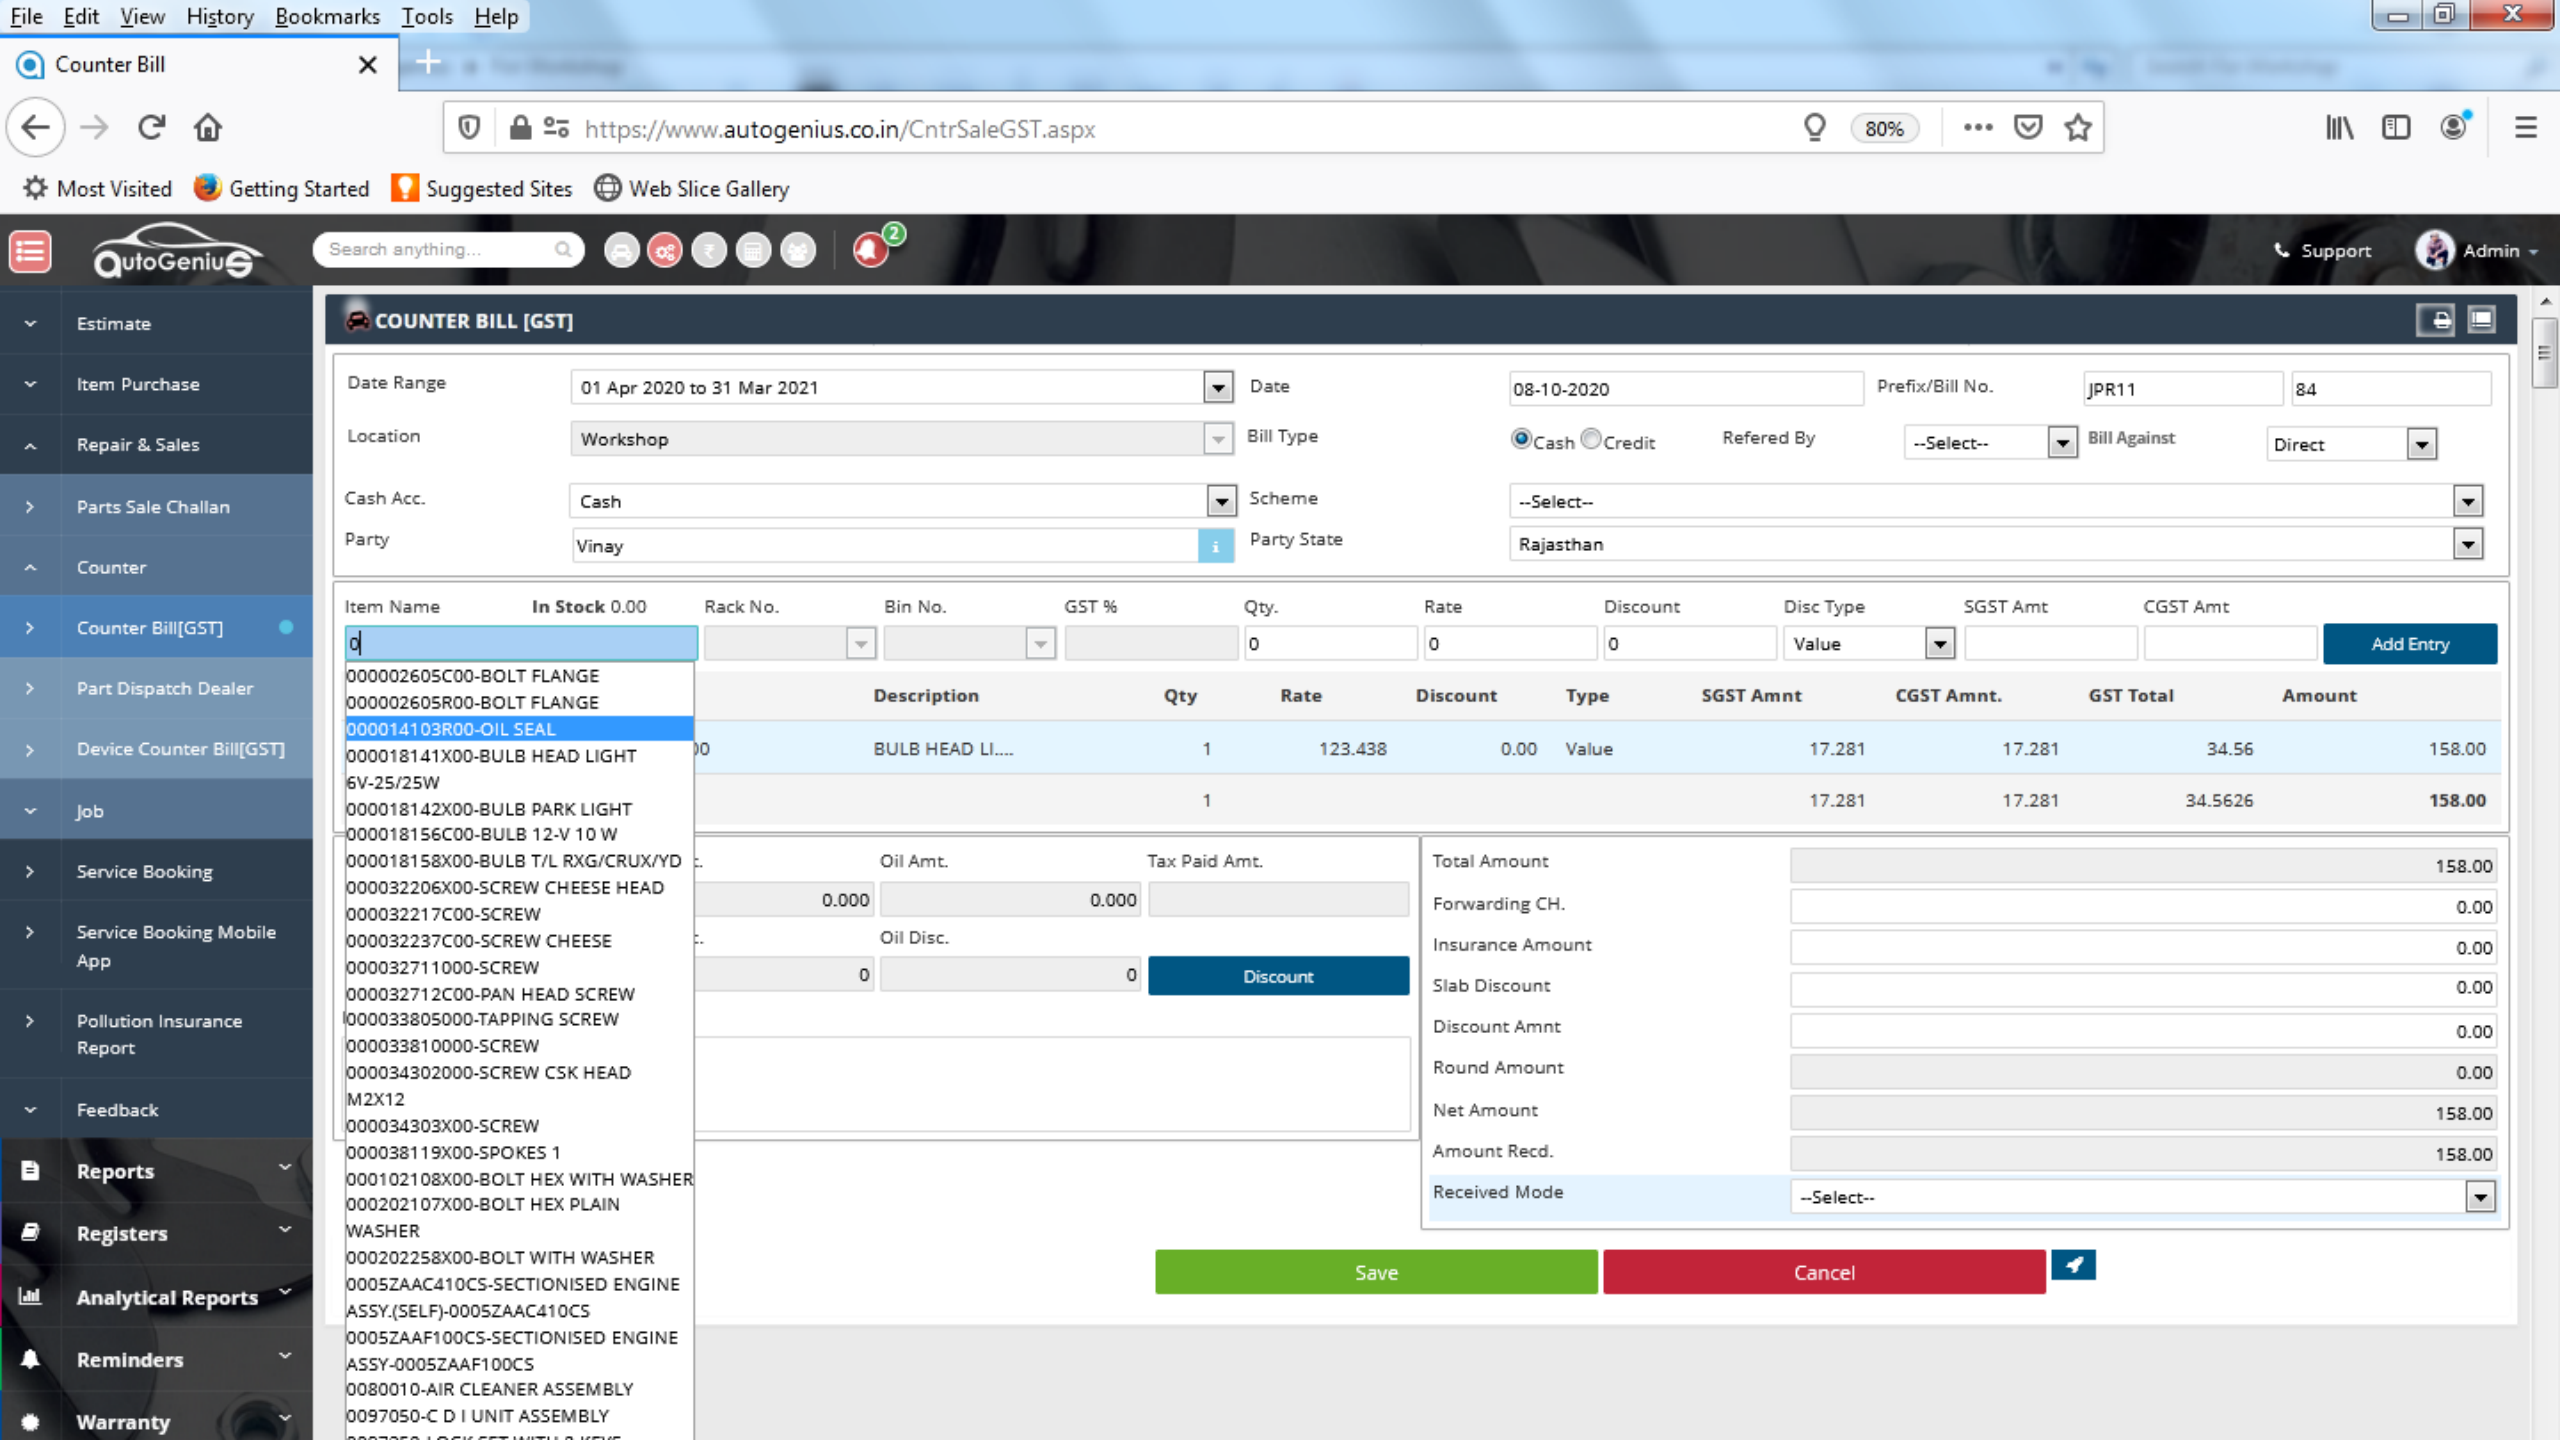 File Edit View History Bookmarks Tools Help
Counter Bill
https://www.autogenius.co.in/CntrSaleGST.aspx
80%
Most Visited Getting Started Suggested Sites Web Slice Gallery
AutoGeniuS
Search anything...
2
Support
Admin
Estimate
Item Purchase
Repair & Sales
Parts Sale Challan
Counter
Counter Bill[GST]
Part Dispatch Dealer
Device Counter Bill[GST]
Job
Service Booking
Service Booking Mobile
App
Pollution Insurance
Report
Feedback
Reports
Registers
Analytical Reports
Reminders
Warranty
COUNTER BILL [GST]
Date Range 01 Apr 2020 to 31 Mar 2021 Date 08-10-2020 Prefix/Bill No. JPR11 84
Location Workshop Bill Type Cash Credit Refered By --Select-- Bill Against Direct
Cash Acc. Cash Scheme --Select--
Party Vinay i Party State Rajasthan
Item Name In Stock 0.00 Rack No. Bin No. GST % Qty. Rate Discount Disc Type SGST Amt CGST Amt
0 0 0 0 Value Add Entry
000002605C00-BOLT FLANGE
000002605R00-BOLT FLANGE
000014103R00-OIL SEAL
000018141X00-BULB HEAD LIGHT
6V-25/25W
000018142X00-BULB PARK LIGHT
000018156C00-BULB 12-V 10 W
000018158X00-BULB T/L RXG/CRUX/YD
000032206X00-SCREW CHEESE HEAD
000032217C00-SCREW
000032237C00-SCREW CHEESE
000032711000-SCREW
000032712C00-PAN HEAD SCREW
000033805000-TAPPING SCREW
000033810000-SCREW
000034302000-SCREW CSK HEAD
M2X12
000034303X00-SCREW
000038119X00-SPOKES 1
000102108X00-BOLT HEX WITH WASHER
000202107X00-BOLT HEX PLAIN
WASHER
000202258X00-BOLT WITH WASHER
0005ZAAC410CS-SECTIONISED ENGINE
ASSY.(SELF)-0005ZAAC410CS
0005ZAAF100CS-SECTIONISED ENGINE
ASSY-0005ZAAF100CS
0080010-AIR CLEANER ASSEMBLY
0097050-C D I UNIT ASSEMBLY
Description Qty Rate Discount Type SGST Amnt CGST Amnt. GST Total Amount
00 BULB HEAD LI.... 1 123.438 0.00 Value 17.281 17.281 34.56 158.00
1 17.281 17.281 34.5626 158.00
Oil Amt. Tax Paid Amt.
0.000 0.000
Oil Disc.
0 0 Discount
Total Amount 158.00
Forwarding CH. 0.00
Insurance Amount 0.00
Slab Discount 0.00
Discount Amnt 0.00
Round Amount 0.00
Net Amount 158.00
Amount Recd. 158.00
Received Mode --Select--
Save Cancel